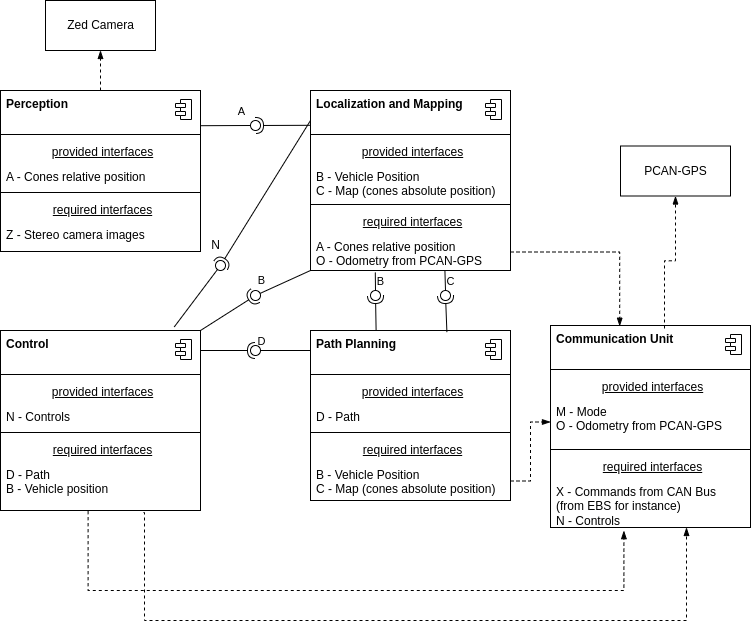 Zed Camera
Perception
provided interfaces
A - Cones relative position
required interfaces
Z - Stereo camera images
A
Localization and Mapping
provided interfaces
B - Vehicle Position
C - Map (cones absolute position)
required interfaces
A - Cones relative position
O - Odometry from PCAN-GPS
PCAN-GPS
N
B
B
C
D
Control
provided interfaces
N - Controls
required interfaces
D - Path
B - Vehicle position
Path Planning
provided interfaces
D - Path
required interfaces
B - Vehicle Position
C - Map (cones absolute position)
Communication Unit
provided interfaces
M - Mode
O - Odometry from PCAN-GPS
required interfaces
X - Commands from CAN Bus
(from EBS for instance)
N - Controls